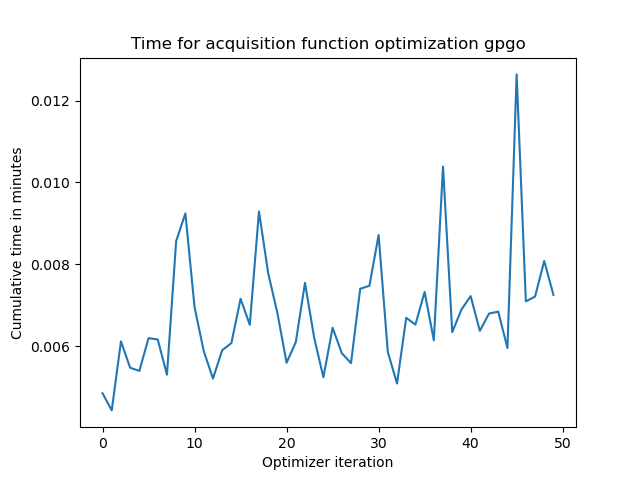 Time for acquisition function optimization gpgo
Cumulative time in minutes
0.012
0.010
0.008
0.006
0 10 20 30 40 50
Optimizer iteration